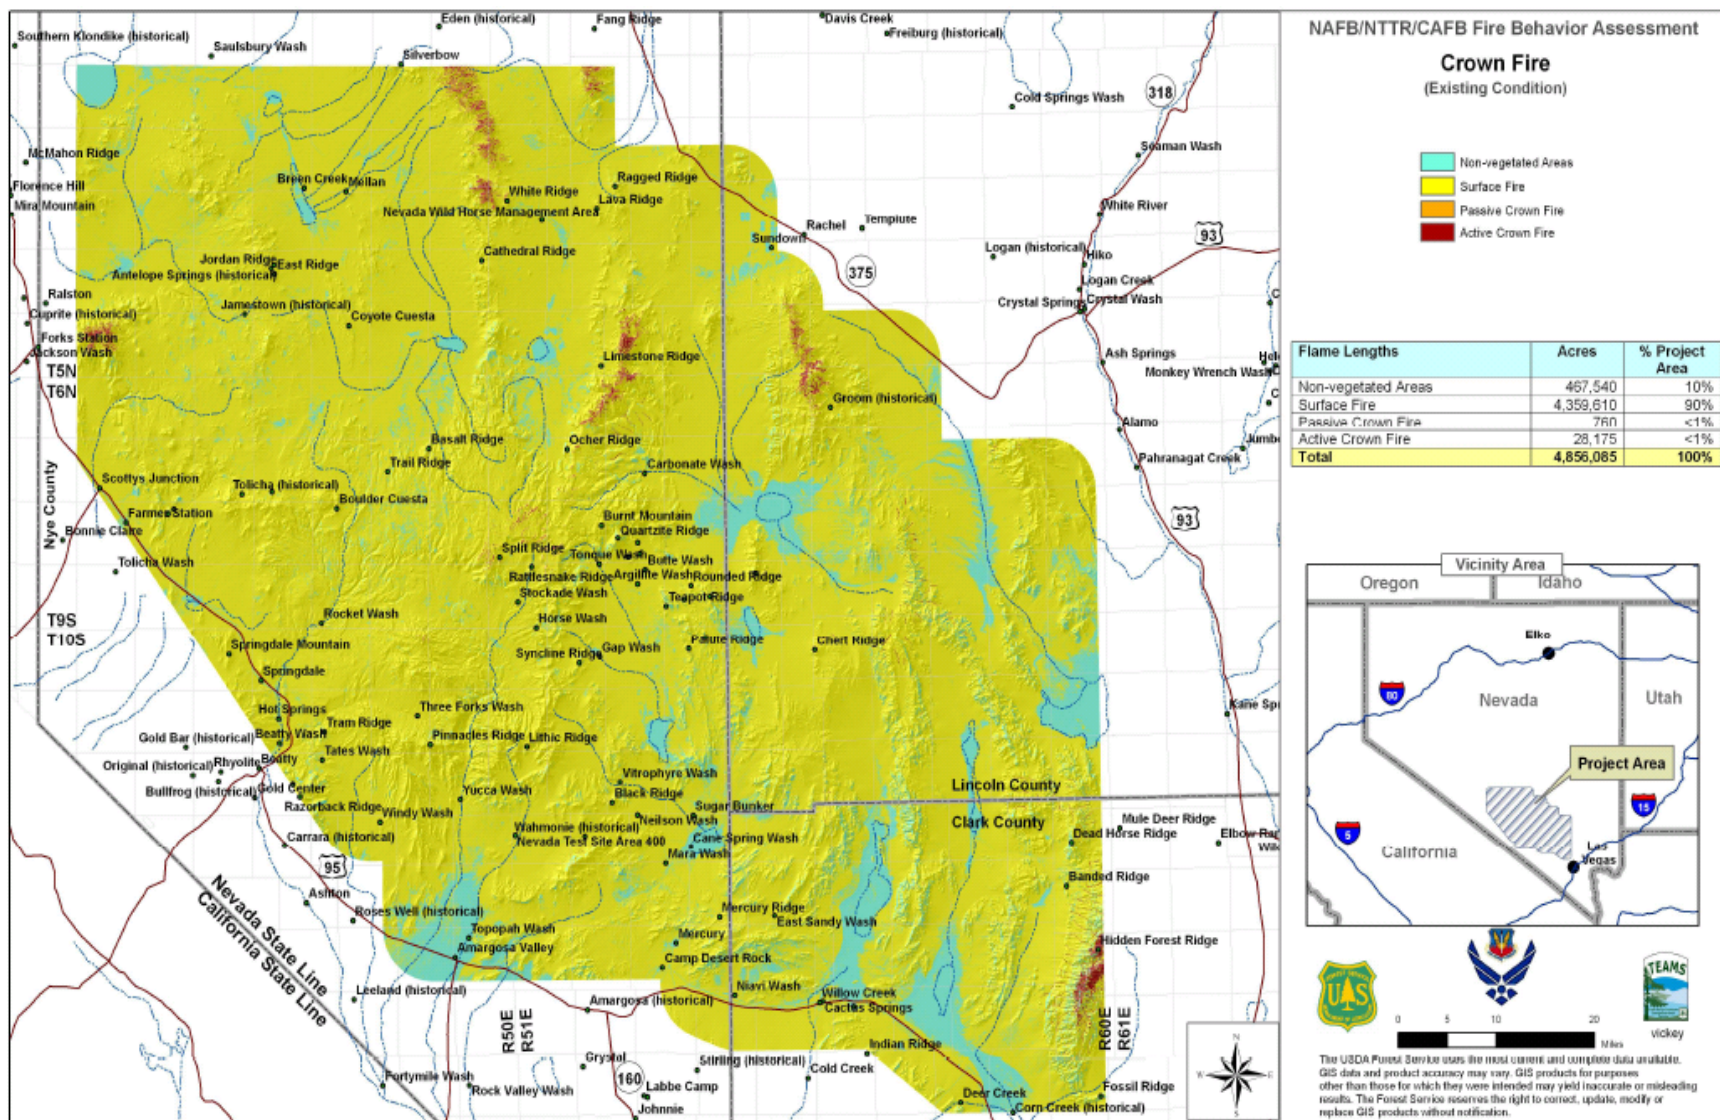 NAFB/NTTR/CAFB Fire Behavior Assessment
Crown Fire
(Existing Condition)
Non-vegetated Areas
Surface Fire
Passive Crown Fire
Active Crown Fire
Flame Lengths Acres % Project Area
Non-vegetated Areas 467,540 10%
Surface Fire 4,359,610 90%
Passive Crown Fire 760 <1%
Active Crown Fire 28,175 <1%
Total 4,856,085 100%
Vicinity Area
Oregon
Idaho
Elko
80
Nevada
Utah
Project Area
15
5
California
Las Vegas
UAS
TEAMS
vickey
0 5 10 20
Miles
The USDA Forest Service uses the most current and complete data available.
GIS data and product accuracy may vary. GIS products for purposes
other than those for which they were intended may yield inaccurate or misleading
results. The Forest Service reserves the right to correct, update, modify or
replace GIS products without notification.
Eden (historical)
Fang Ridge
Davis Creek
Southern Klondike (historical)
Saulsbury Wash
Silverbow
Freiburg (historical)
Cold Springs Wash
318
McMahon Ridge
Seaman Wash
Florence Hill
Mira Mountain
Breen Creek
Mellan
White Ridge
Ragged Ridge
Lava Ridge
Nevada Wild Horse Management Area
White River
Rachel
Tempiute
Sundown
93
Logan (historical)
Hiko
Cathedral Ridge
Jordan Ridge
East Ridge
Antelope Springs (historical)
375
Logan Creek
Crystal Springs
Crystal Wash
Ralston
Cuprite (historical)
Jamestown (historical)
Coyote Cuesta
Forks Station
Jackson Wash
T5N
T6N
Limestone Ridge
Ash Springs
Monkey Wrench Wash
Groom (historical)
Alamo
Basalt Ridge
Ocher Ridge
Trail Ridge
Carbonate Wash
Pahranagat Creek
Nye County
Scottys Junction
Tolicha (historical)
Boulder Cuesta
Farmer Station
Bonnie Claire
Burnt Mountain
Quartzite Ridge
93
Tolicha Wash
Split Ridge
Tongue Wash
Butte Wash
Rattlesnake Ridge
Argillite Wash
Rounded Ridge
Stockade Wash
Teapot Ridge
T9S
T10S
Rocket Wash
Horse Wash
Springdale Mountain
Syncline Ridge
Gap Wash
Paiute Ridge
Chert Ridge
Springdale
Hot Springs
Three Forks Wash
Tram Ridge
Beatty Wash
Pinnacles Ridge
Lithic Ridge
Gold Bar (historical)
Tates Wash
Original (historical)
Rhyolite
Beatty
Vitrophyre Wash
Bullfrog (historical)
Gold Center
Razorback Ridge
Yucca Wash
Black Ridge
Lincoln County
Clark County
Windy Wash
Sugar Bunker
Neilson Wash
Mule Deer Ridge
Dead Horse Ridge
Carrara (historical)
Wahmonie (historical)
Nevada Test Site Area 400
Cane Spring Wash
Mara Wash
95
Banded Ridge
Ashton
Roses Well (historical)
Mercury Ridge
East Sandy Wash
Nevada State Line
California State Line
Topopah Wash
Amargosa Valley
Mercury
Camp Desert Rock
Hidden Forest Ridge
Leeland (historical)
Amargosa (historical)
Niavi Wash
Willow Creek
Cactus Springs
R50E
R51E
R60E
R61E
Indian Ridge
Stirling (historical)
Cold Creek
Fortymile Wash
Rock Valley Wash
160
Labbe Camp
Johnnie
Deer Creek
Fossil Ridge
Corn Creek (historical)
N